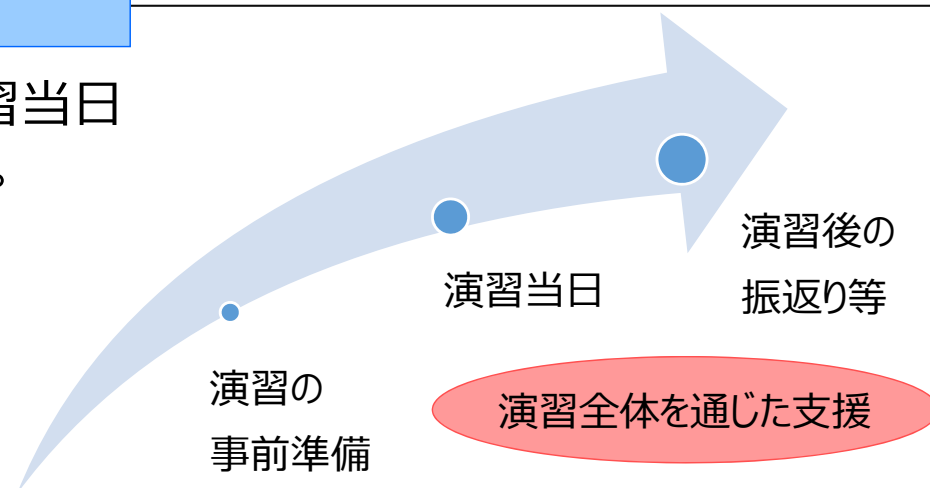 習当日
。
演習後の
振返り等
演習当日
演習の
事前準備
演習全体を通じた支援